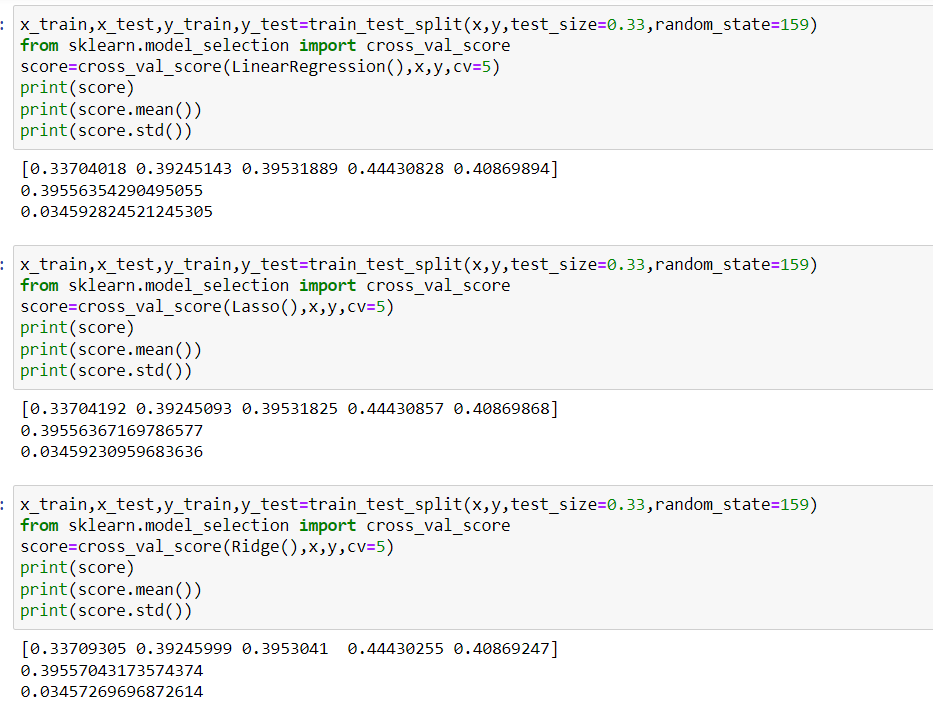 : x_train,x_test,y_train,y_test=train_test_split(x,y,test_size=0.33,random_state=159)
from sklearn.model_selection import cross_val_score
score=cross_val_score(LinearRegression(),x,y,cv=5)
print(score)
print(score.mean())
print(score.std())
[0.33704018 0.39245143 0.39531889 0.44430828 0.40869894]
0.39556354290495055
0.034592824521245305
: x_train,x_test,y_train,y_test=train_test_split(x,y,test_size=0.33,random_state=159)
from sklearn.model_selection import cross_val_score
score=cross_val_score(Lasso(),x,y,cv=5)
print(score)
print(score.mean())
print(score.std())
[0.33704192 0.39245093 0.39531825 0.44430857 0.40869868]
0.39556367169786577
0.03459230959683636
: x_train,x_test,y_train,y_test=train_test_split(x,y,test_size=0.33,random_state=159)
from sklearn.model_selection import cross_val_score
score=cross_val_score(Ridge(),x,y,cv=5)
print(score)
print(score.mean())
print(score.std())
[0.33709305 0.39245999 0.3953041  0.44430255 0.40869247]
0.39557043173574374
0.03457269696872614